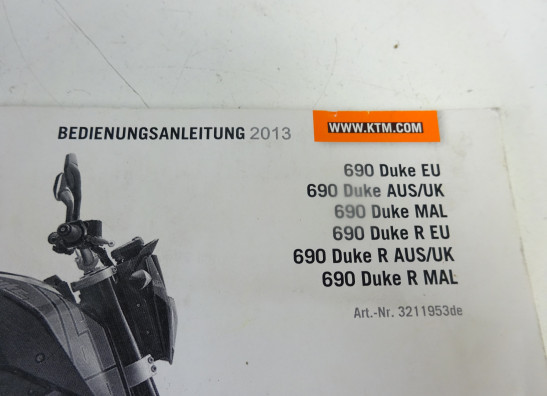 BEDIENUNGSANLEITUNG 2013
WWW.KTM.COM
690 Duke EU
690 Duke AUS/UK
690 Duke MAL
690 Duke R EU
690 Duke R AUS/UK
690 Duke R MAL
Art.-Nr. 3211953de